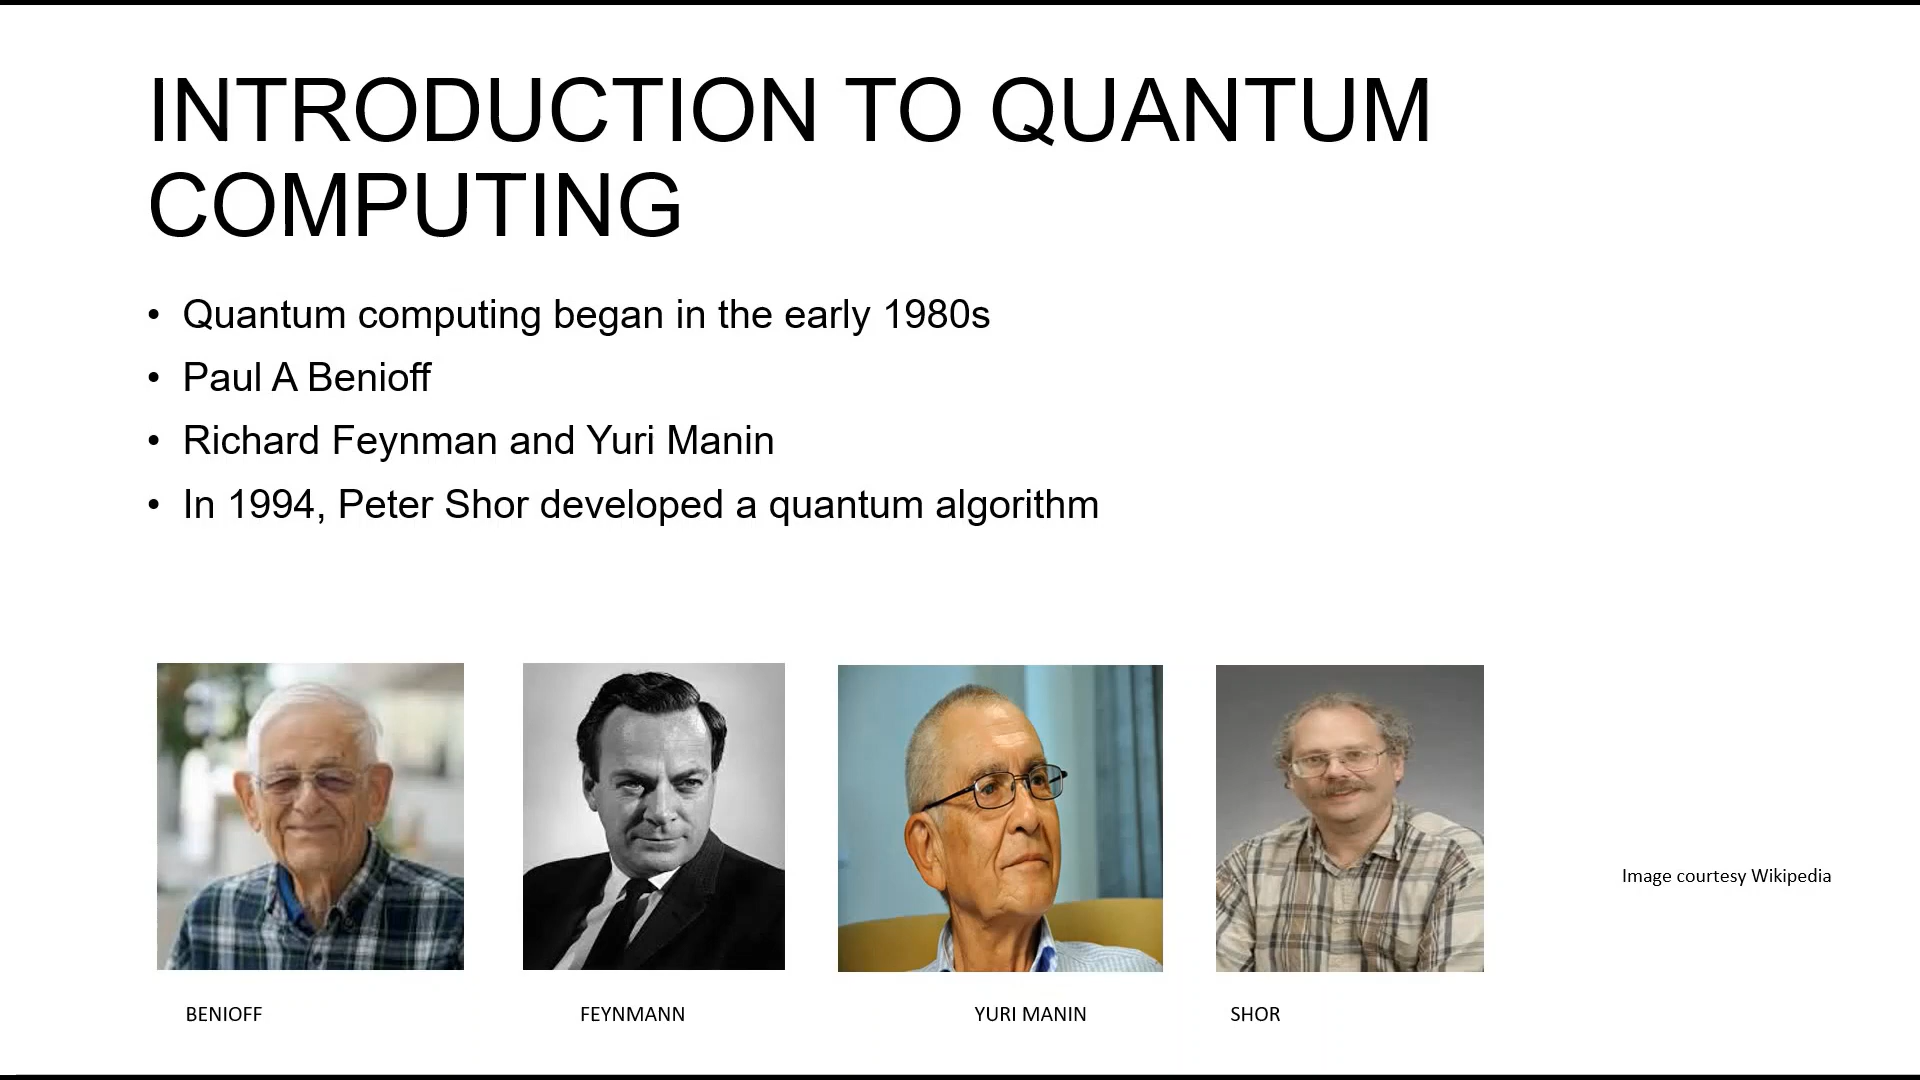 INTRODUCTION TO QUANTUM
COMPUTING
• Quantum computing began in the early 1980s
• Paul A Benioff
• Richard Feynman and Yuri Manin
• In 1994, Peter Shor developed a quantum algorithm
Image courtesy Wikipedia
BENIOFF
FEYNMANN
YURI MANIN
SHOR